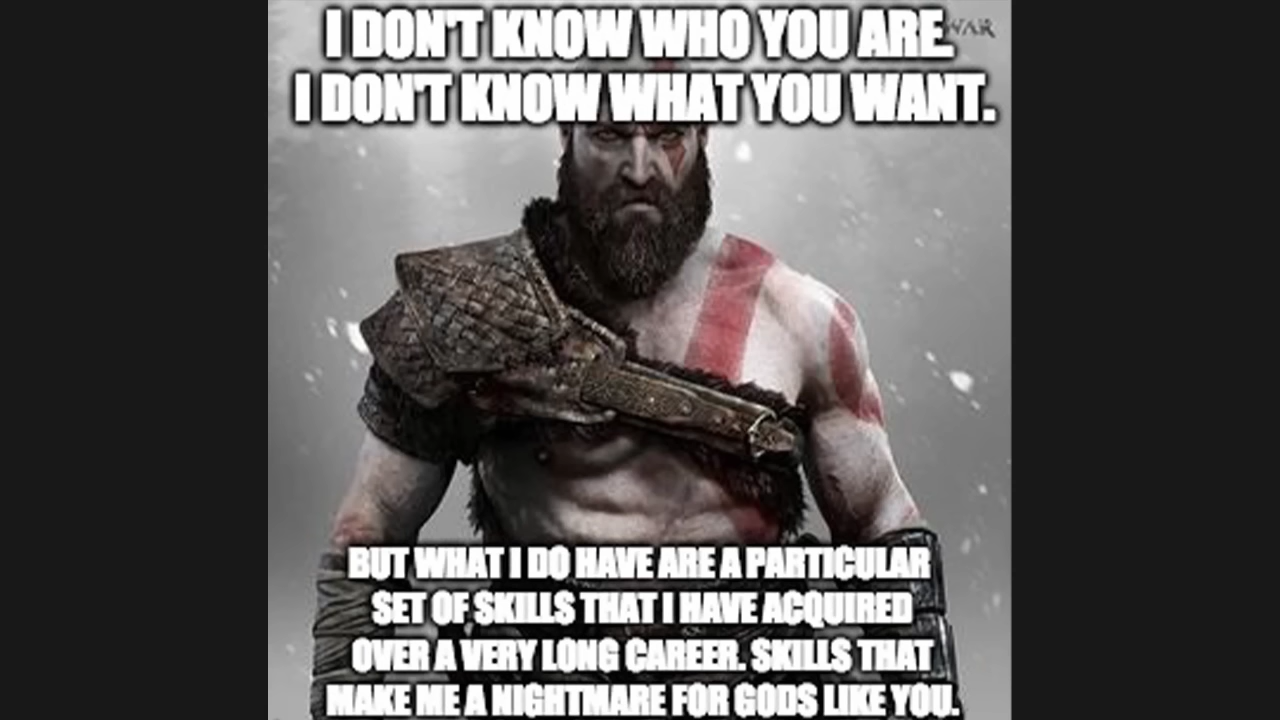 WAR
I DON'T KNOW WHO YOU ARE.
I DON'T KNOW WHAT YOU WANT.
BUT WHAT I DO HAVE ARE A PARTICULAR
SET OF SKILLS THAT I HAVE ACQUIRED
OVER A VERY LONG CAREER. SKILLS THAT
MAKE ME A NIGHTMARE FOR GODS LIKE YOU.